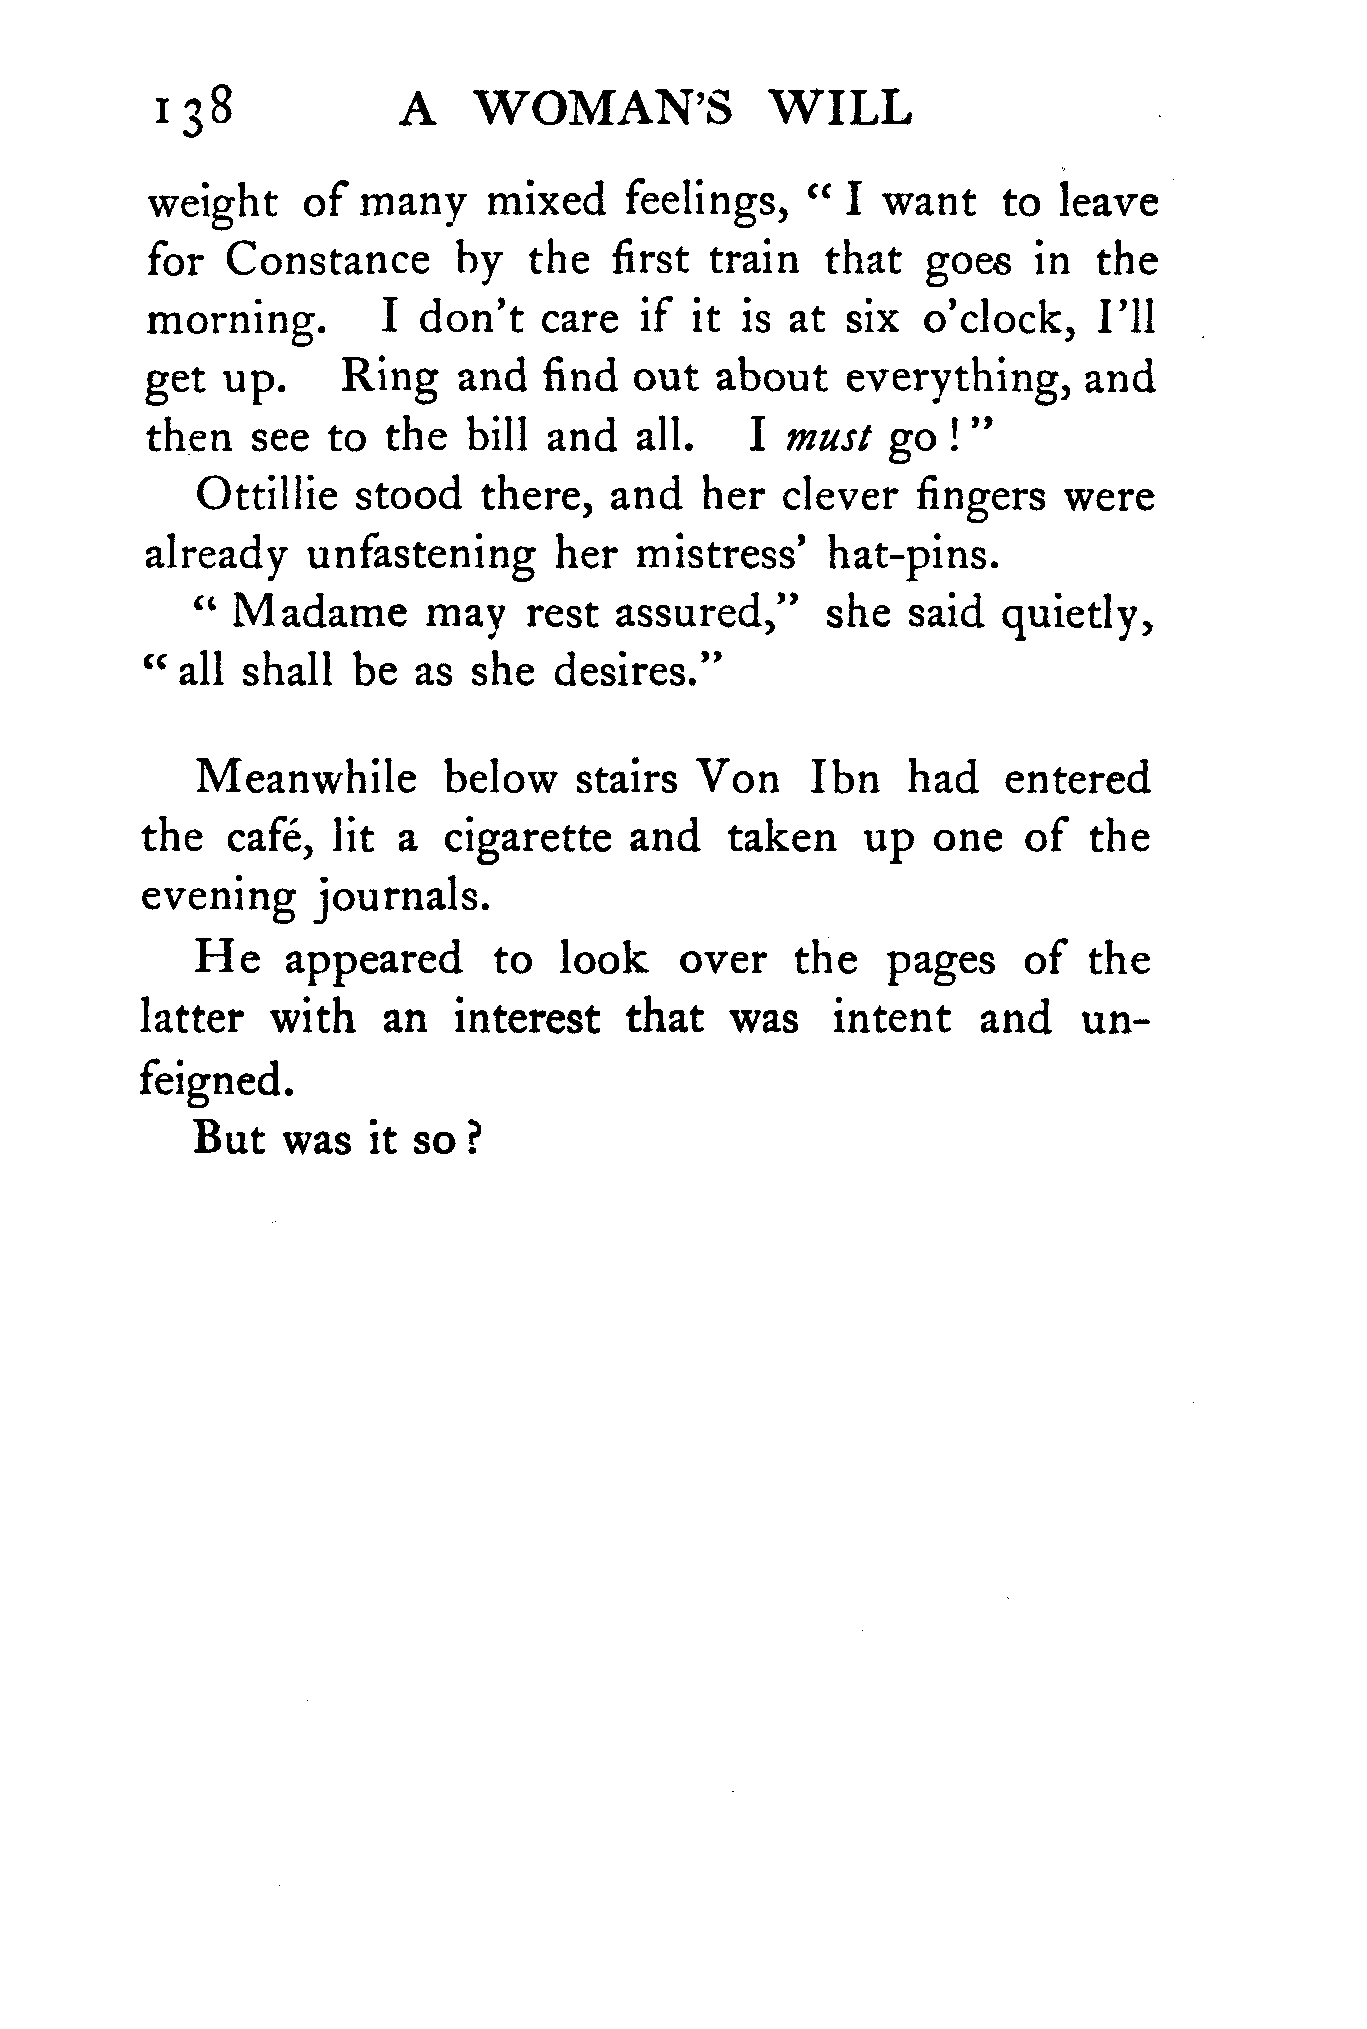 138 A WOMAN'S WILL
weight of many mixed feelings, “ I want to leave
for Constance by the first train that goes in the
morning. I don't care if it is at six o'clock, I'll
get up. Ring and find out about everything, and
then see to the bill and all. I must go ! ”
Ottillie stood there, and her clever fingers were
already unfastening her mistress' hat-pins.
“ Madame may rest assured,” she said quietly,
“ all shall be as she desires.”
Meanwhile below stairs Von Ibn had entered
the café, lit a cigarette and taken up one of the
evening journals.
He appeared to look over the pages of the
latter with an interest that was intent and un-
feigned.
But was it so ?